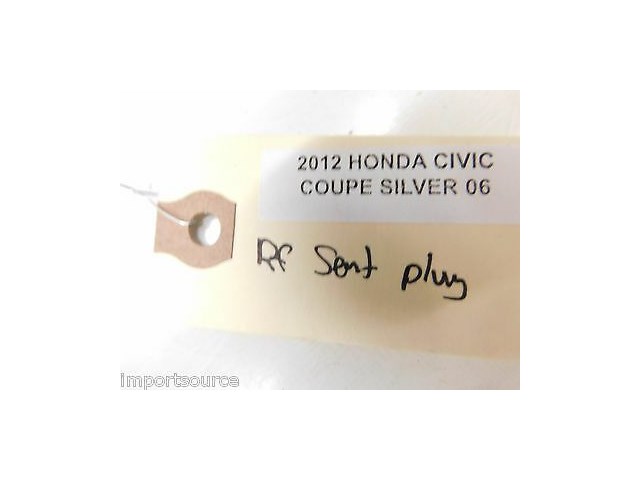 2012 HONDA CIVIC
COUPE SILVER 06
Rf Seat plug
importsource